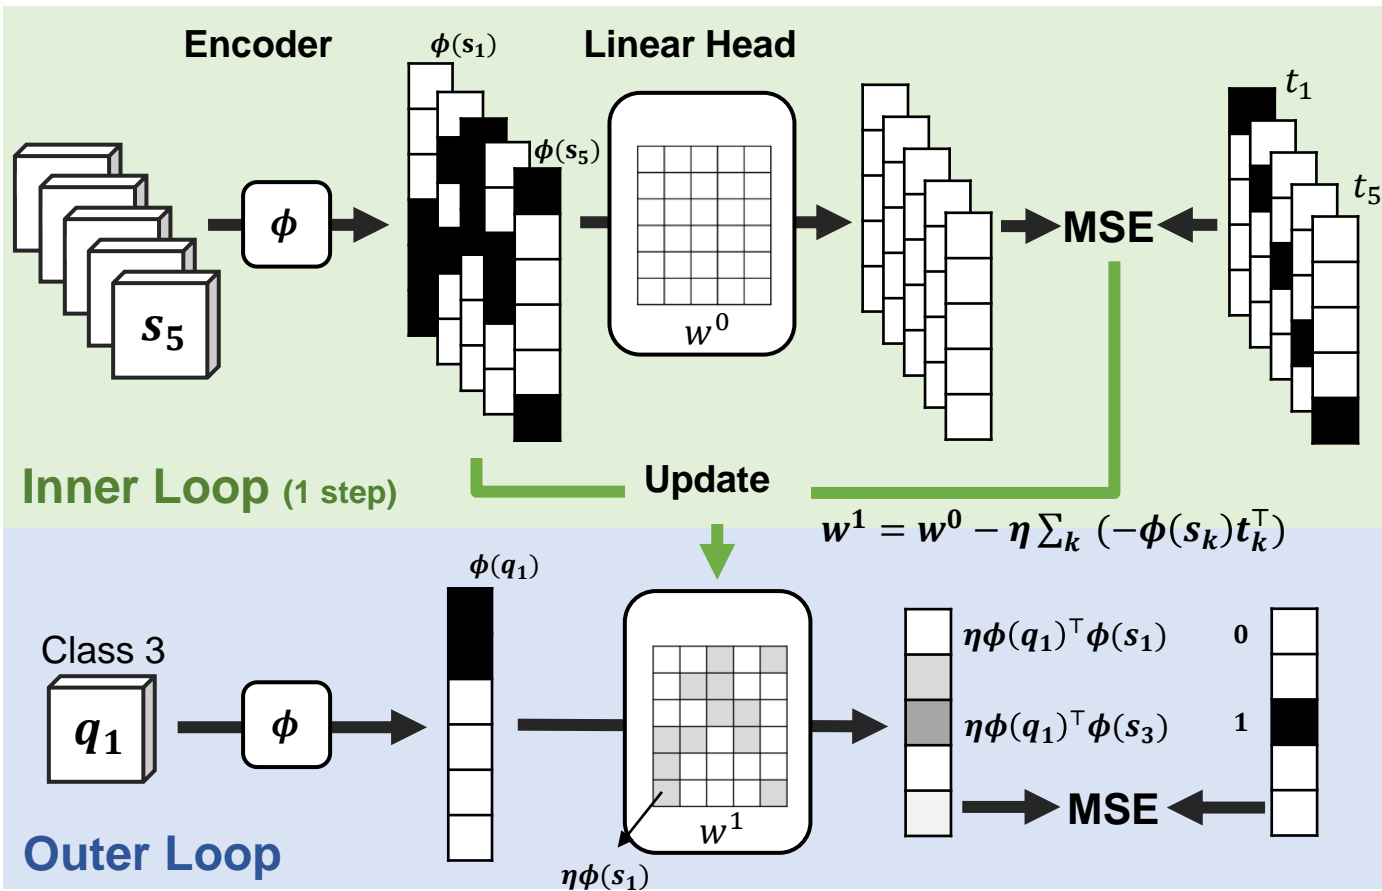 Encoder
ϕ(s₁)
Linear Head
t₁
ϕ(s₅)
t₅
ϕ
MSE
s₅
w⁰
Inner Loop (1 step)
Update
w¹ = w⁰ − η ∑ₖ (−ϕ(sₖ)tₖ^⊤)
ϕ(q₁)
Class 3
ηϕ(q₁)^⊤ϕ(s₁)
0
q₁
ϕ
ηϕ(q₁)^⊤ϕ(s₃)
1
MSE
w¹
Outer Loop
ηϕ(s₁)